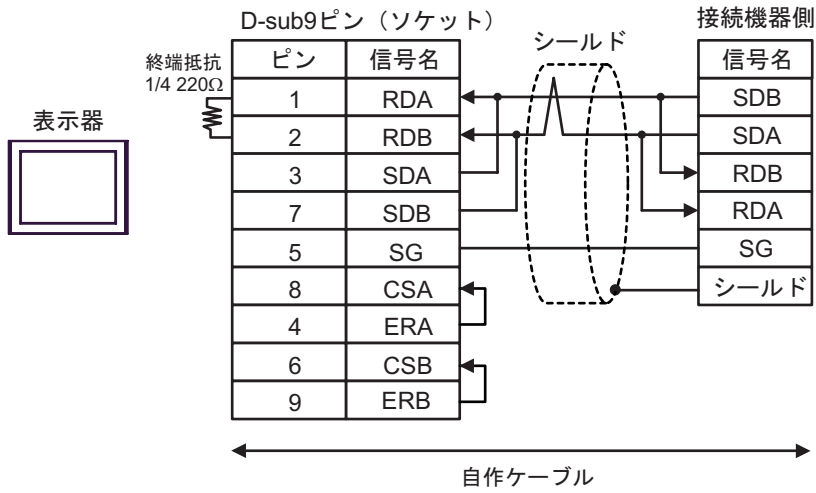 D-sub9ピン（ソケット）
接続機器側
シールド
終端抵抗
1/4 220Ω
表示器
ピン 信号名 信号名
1 RDA SDB
2 RDB SDA
3 SDA RDB
7 SDB RDA
5 SG SG
8 CSA シールド
4 ERA
6 CSB
9 ERB
自作ケーブル